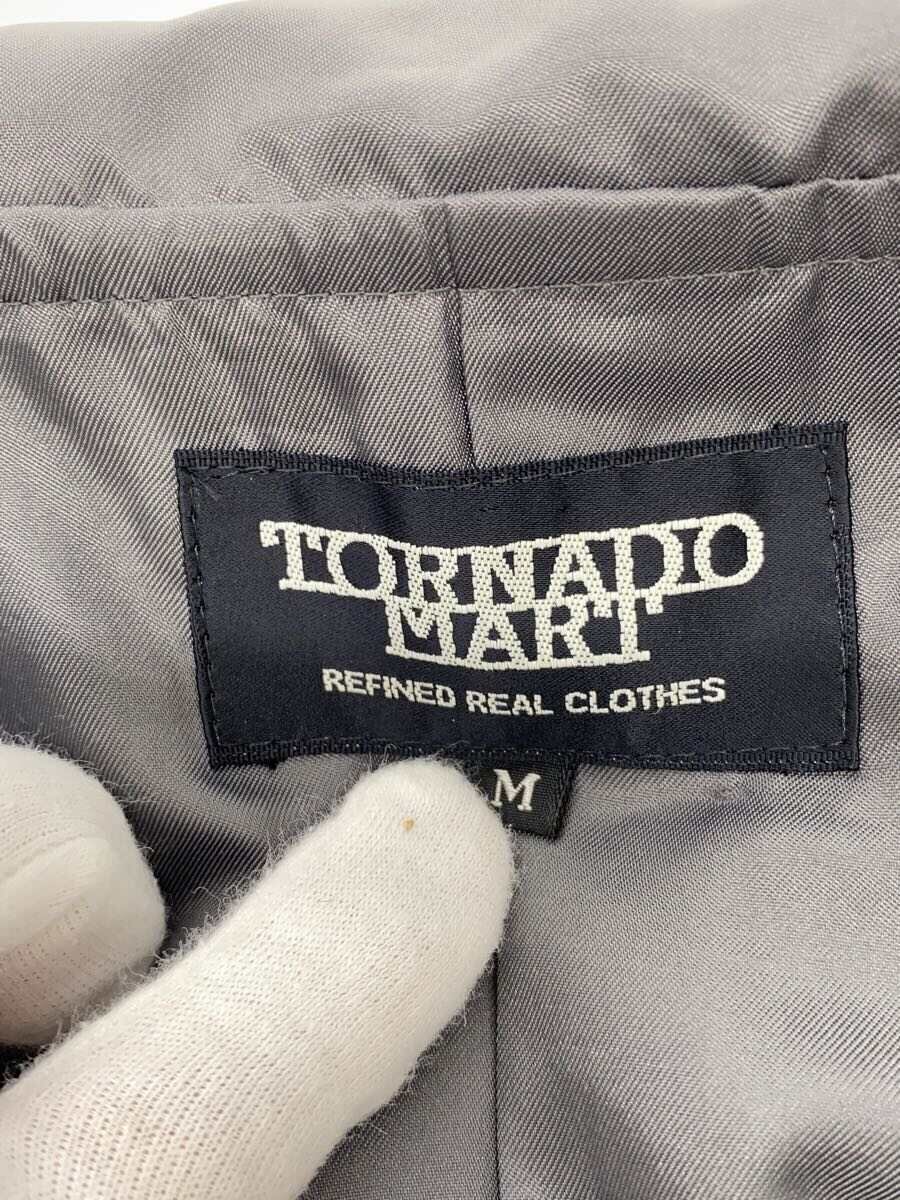 TORNADO
MART
REFINED REAL CLOTHES
M